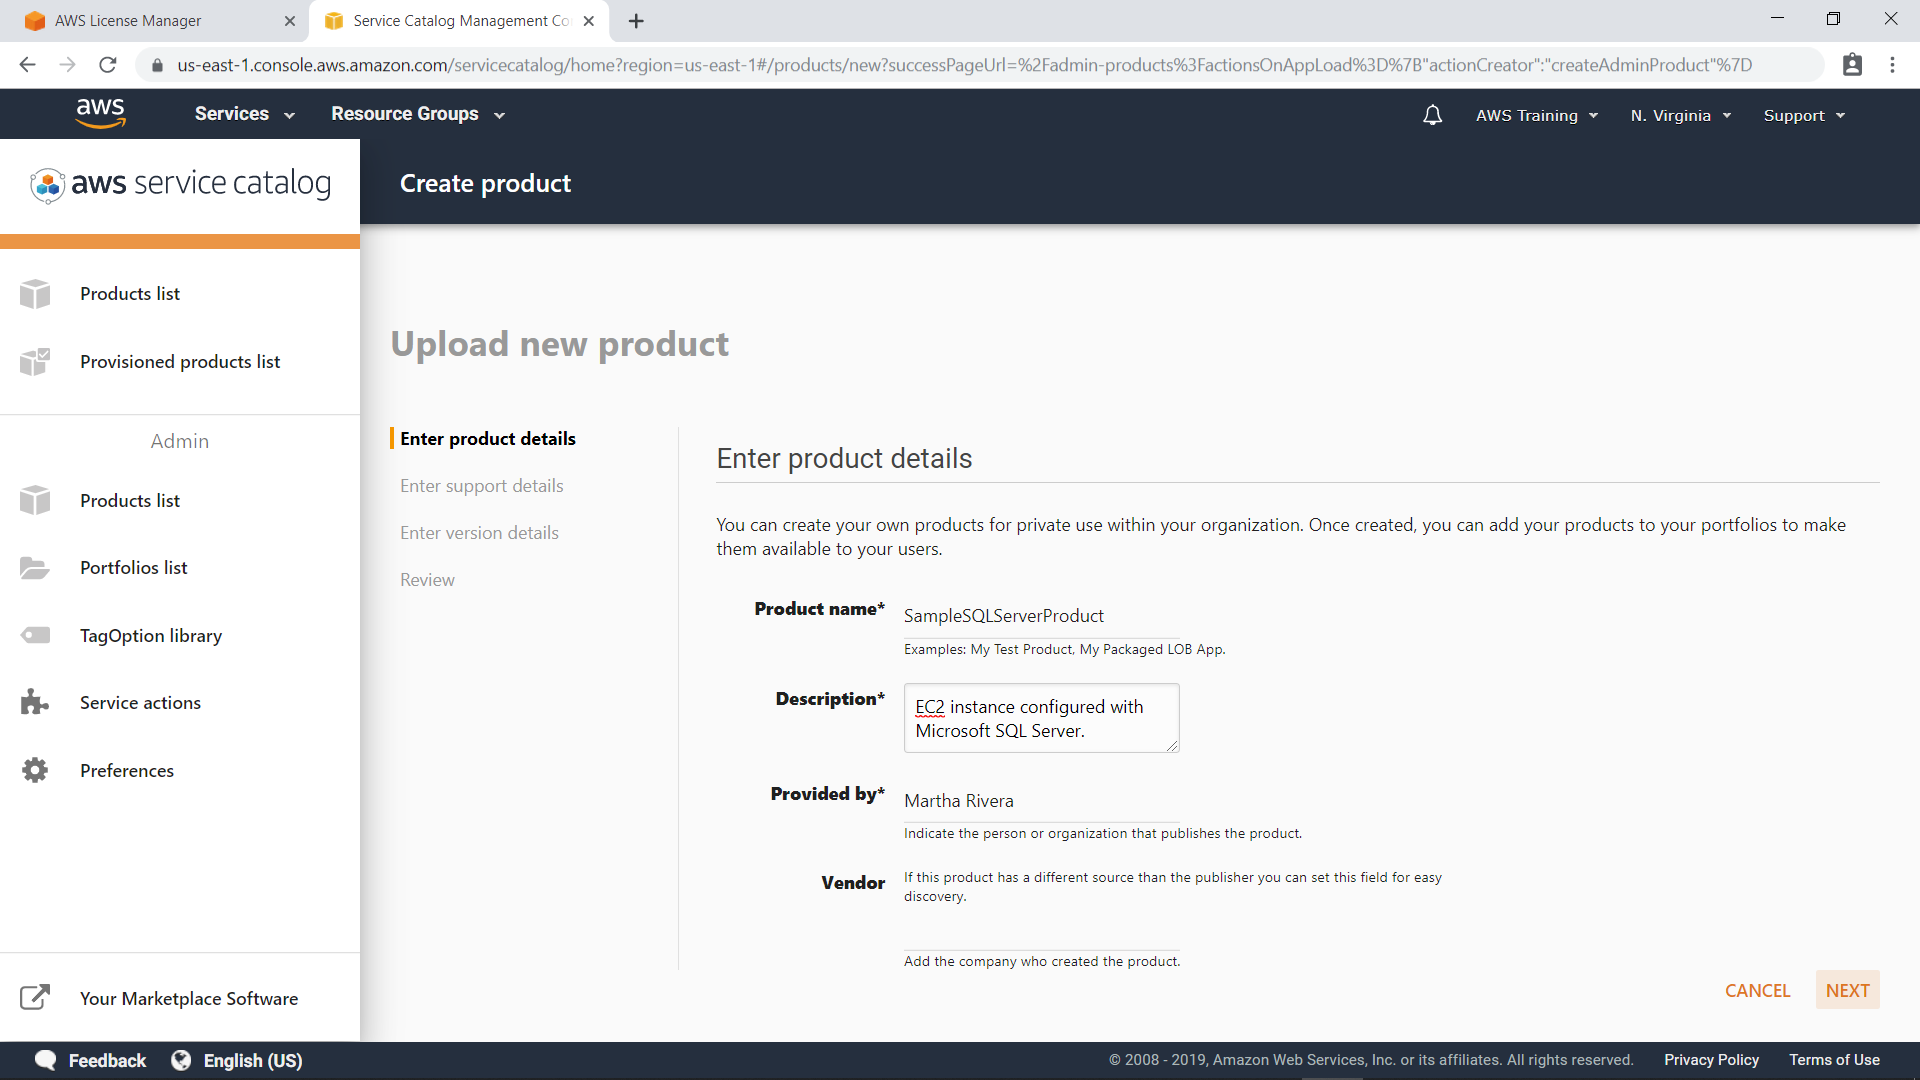 AWS License Manager
Service Catalog Management Co
us-east-1.console.aws.amazon.com/servicecatalog/home?region=us-east-1#/products/new?successPageUrl=%2Fadmin-products%3FactionsOnAppLoad%3D%7B"actionCreator":"createAdminProduct"%7D
aws
Services
Resource Groups
AWS Training
N. Virginia
Support
aws service catalog
Create product
Products list
Provisioned products list
Admin
Products list
Portfolios list
TagOption library
Service actions
Preferences
Your Marketplace Software
Upload new product
Enter product details
Enter support details
Enter version details
Review
Enter product details
You can create your own products for private use within your organization. Once created, you can add your products to your portfolios to make
them available to your users.
Product name* SampleSQLServerProduct
Examples: My Test Product, My Packaged LOB App.
Description* EC2 instance configured with
Microsoft SQL Server.
Provided by* Martha Rivera
Indicate the person or organization that publishes the product.
Vendor If this product has a different source than the publisher you can set this field for easy
discovery.
Add the company who created the product.
CANCEL NEXT
Feedback English (US)
© 2008 - 2019, Amazon Web Services, Inc. or its affiliates. All rights reserved. Privacy Policy Terms of Use